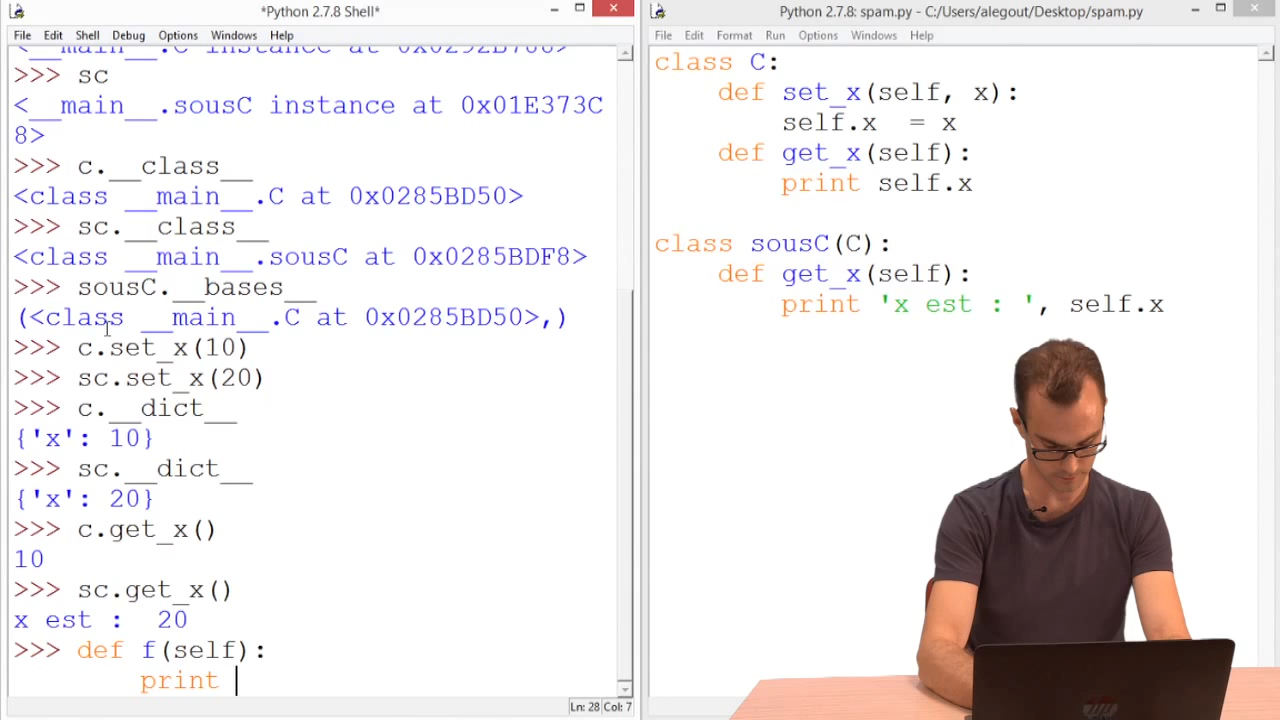 *Python 2.7.8 Shell*
File Edit Shell Debug Options Windows Help
<__main__.C instance at 0x0292B788>
>>> sc
<__main__.sousC instance at 0x01E373C
8>
>>> c.__class__
<class __main__.C at 0x0285BD50>
>>> sc.__class__
<class __main__.sousC at 0x0285BDF8>
>>> sousC.__bases__
(<class __main__.C at 0x0285BD50>,)
>>> c.set_x(10)
>>> sc.set_x(20)
>>> c.__dict__
{'x': 10}
>>> sc.__dict__
{'x': 20}
>>> c.get_x()
10
>>> sc.get_x()
x est :  20
>>> def f(self):
        print
Ln: 28 Col: 7
Python 2.7.8: spam.py - C:/Users/alegout/Desktop/spam.py
File Edit Format Run Options Windows Help
class C:
    def set_x(self, x):
        self.x  = x
    def get_x(self):
        print self.x
class sousC(C):
    def get_x(self):
        print 'x est : ', self.x